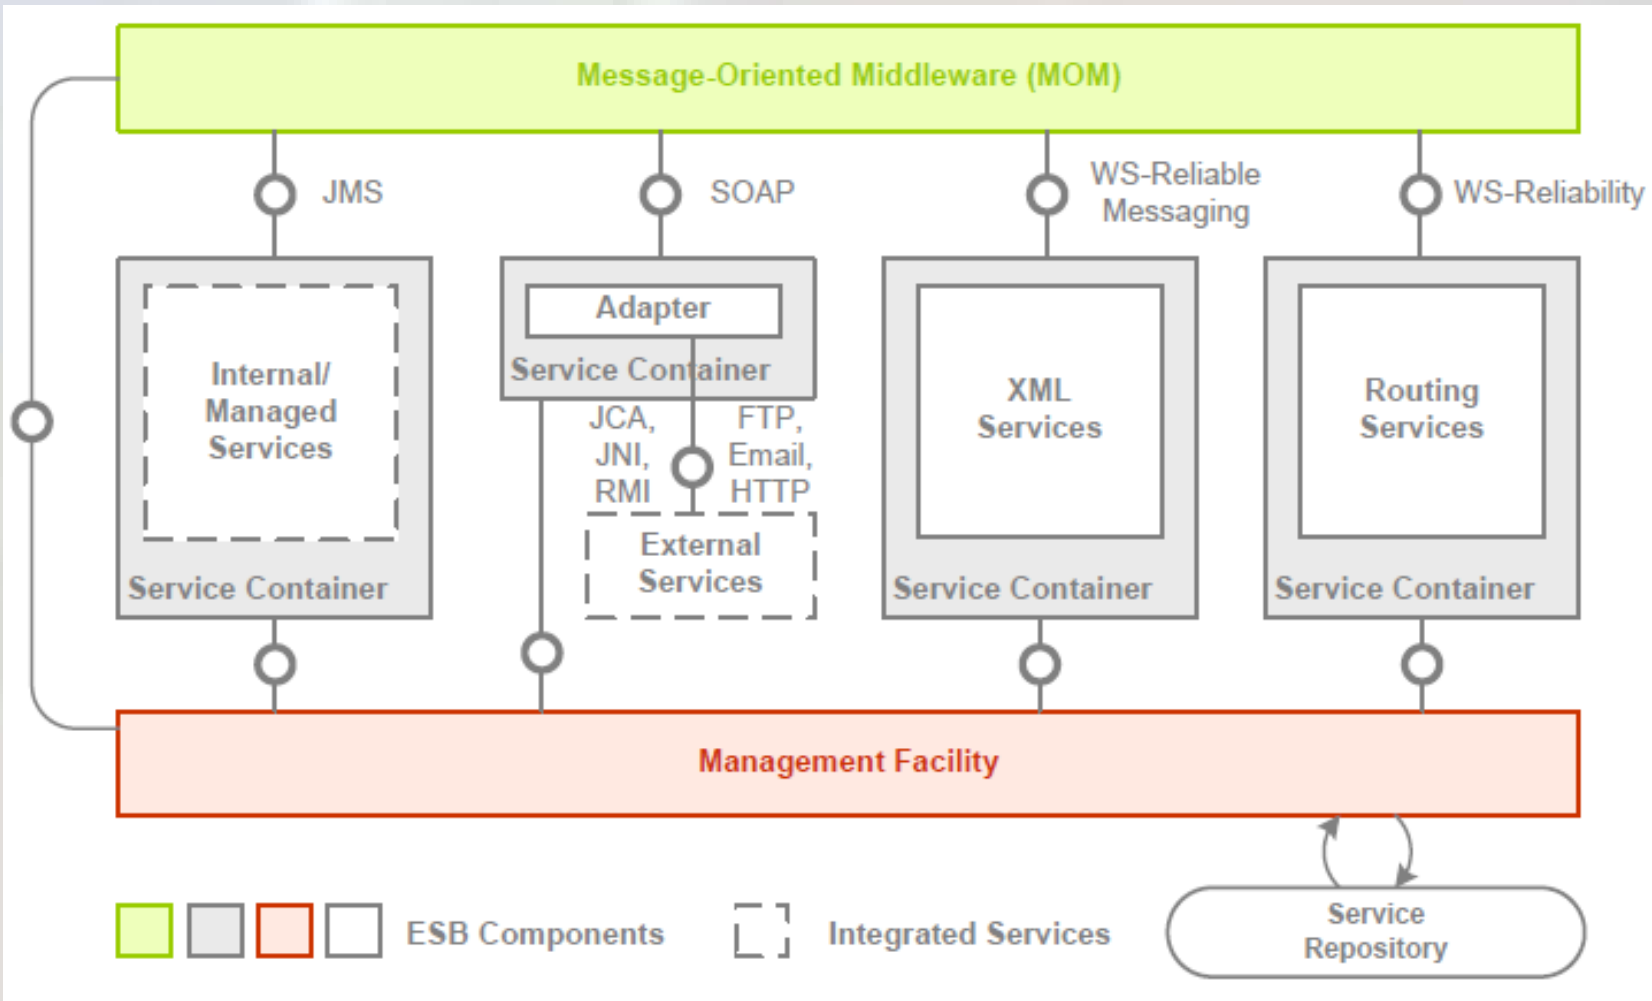 Message-Oriented Middleware (MOM)
JMS
SOAP
WS-Reliable
Messaging
WS-Reliability
Internal/
Managed
Services
Service Container
Adapter
Service Container
JCA,
JNI,
RMI
FTP,
Email,
HTTP
External
Services
XML
Services
Service Container
Routing
Services
Service Container
Management Facility
ESB Components
Integrated Services
Service
Repository